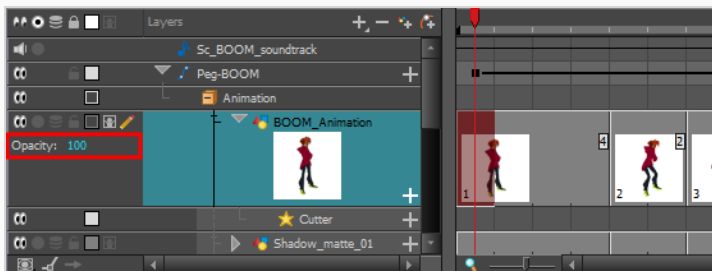 Layers
Sc_BOOM_soundtrack
Peg-BOOM
Animation
BOOM_Animation
Opacity: 100
4 2
1 2 3
Cutter
Shadow_matte_01